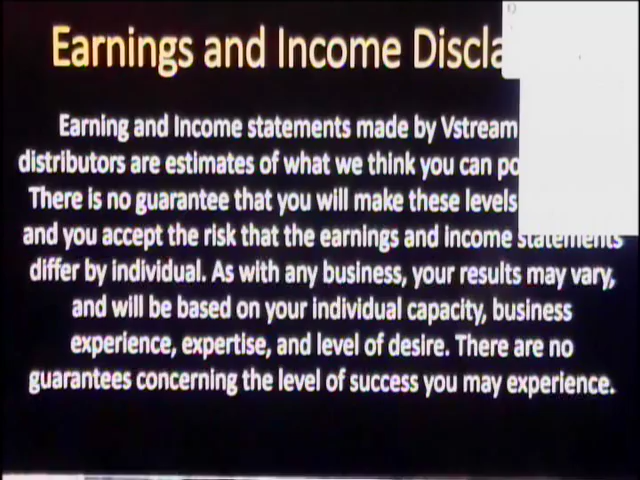 Earnings and Income
Earning and Income statements made by Vstream
distributors are estimates of what we think you can
There is no guarantee that you will make these levels
and you accept the risk that the earnings and income statements
differ by individual. As with any business, your results may vary,
and will be based on your individual capacity, business
experience, expertise, and level of desire. There are no
guarantees concerning the level of success you may experience.